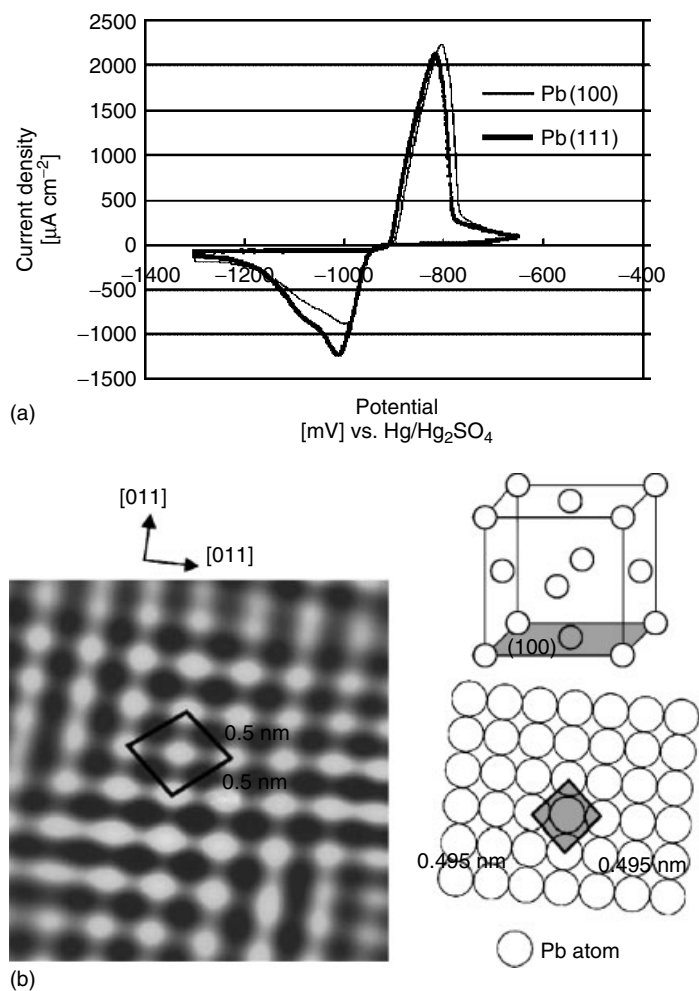 2500
2000
1500
1000
500
0
−500
−1000
−1500
−1400
−1200
−1000
−800
−600
−400
Current density
[μA cm−2]
Pb(100)
Pb(111)
Potential
[mV] vs. Hg/Hg2SO4
(a)
[011]
[011]
0.5 nm
0.5 nm
(100)
0.495 nm
0.495 nm
Pb atom
(b)